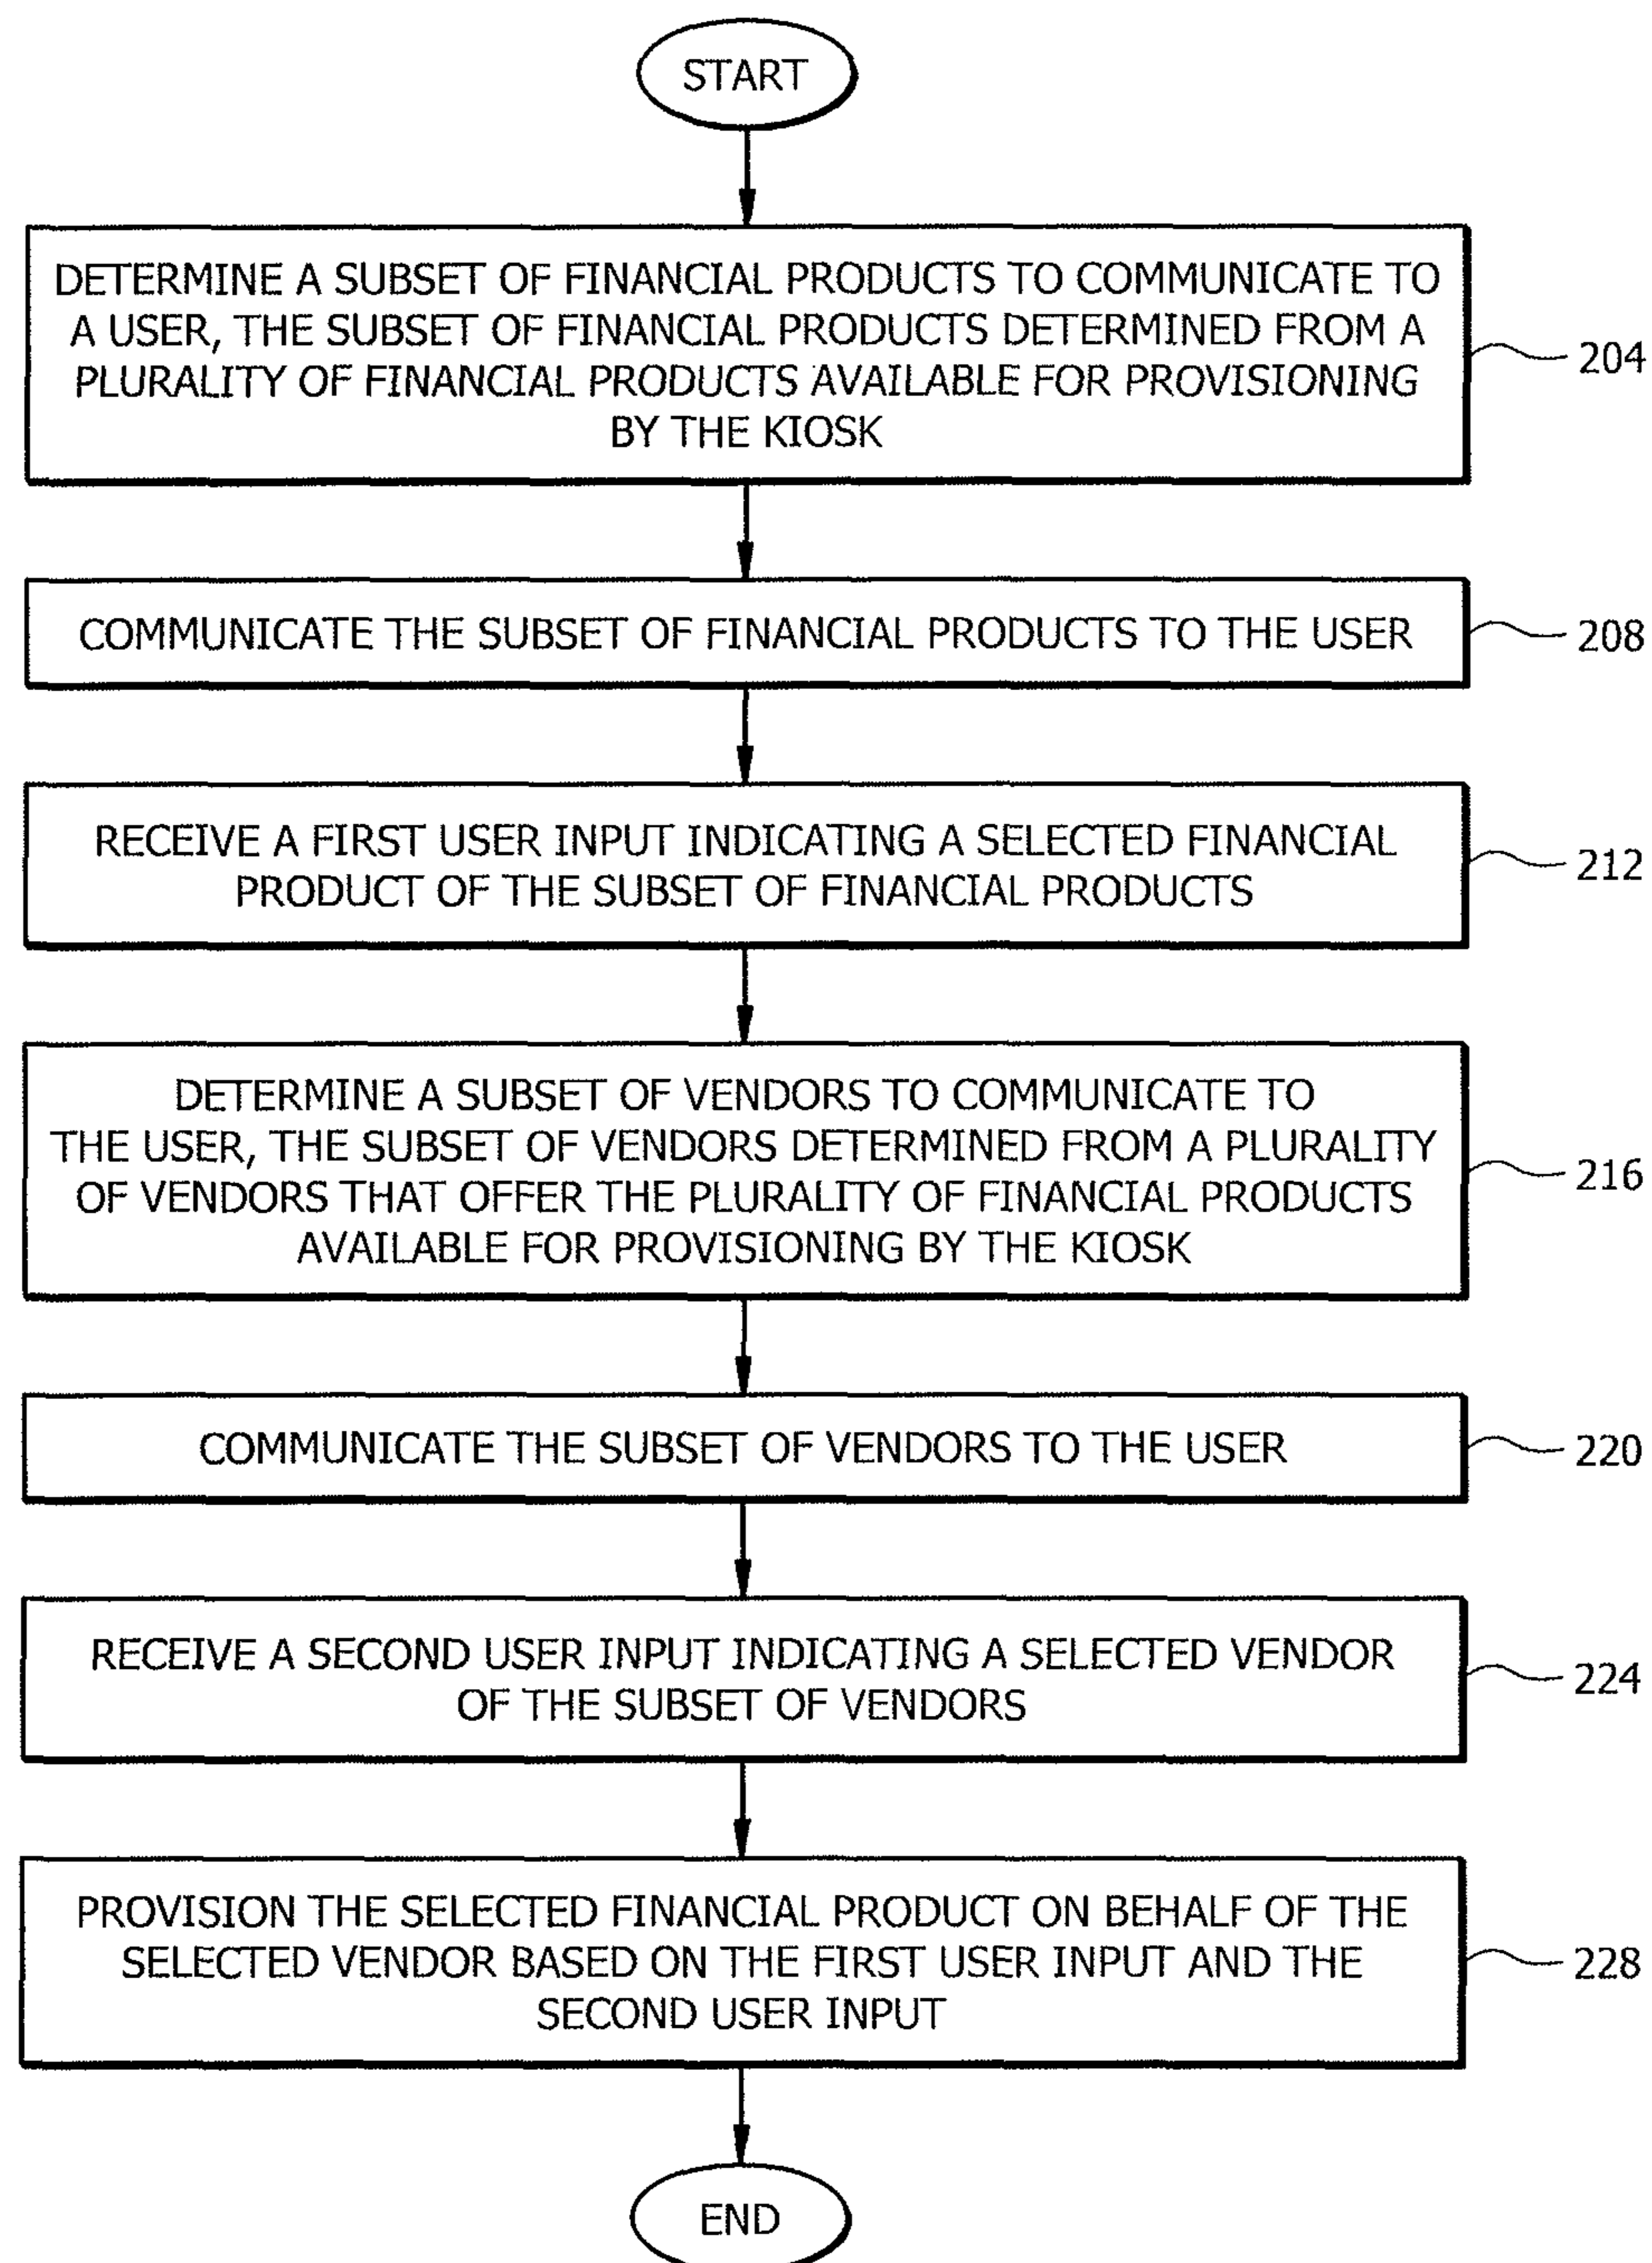 START
DETERMINE A SUBSET OF FINANCIAL PRODUCTS TO COMMUNICATE TO
A USER, THE SUBSET OF FINANCIAL PRODUCTS DETERMINED FROM A
PLURALITY OF FINANCIAL PRODUCTS AVAILABLE FOR PROVISIONING
BY THE KIOSK
204
COMMUNICATE THE SUBSET OF FINANCIAL PRODUCTS TO THE USER
208
RECEIVE A FIRST USER INPUT INDICATING A SELECTED FINANCIAL
PRODUCT OF THE SUBSET OF FINANCIAL PRODUCTS
212
DETERMINE A SUBSET OF VENDORS TO COMMUNICATE TO
THE USER, THE SUBSET OF VENDORS DETERMINED FROM A PLURALITY
OF VENDORS THAT OFFER THE PLURALITY OF FINANCIAL PRODUCTS
AVAILABLE FOR PROVISIONING BY THE KIOSK
216
COMMUNICATE THE SUBSET OF VENDORS TO THE USER
220
RECEIVE A SECOND USER INPUT INDICATING A SELECTED VENDOR
OF THE SUBSET OF VENDORS
224
PROVISION THE SELECTED FINANCIAL PRODUCT ON BEHALF OF THE
SELECTED VENDOR BASED ON THE FIRST USER INPUT AND THE
SECOND USER INPUT
228
END